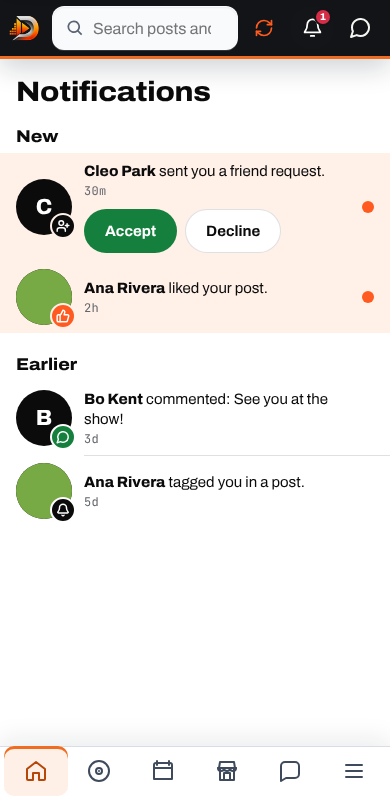 Search posts and
1
Notifications
New
C
Cleo Park sent you a friend request.
30m
Accept
Decline
Ana Rivera liked your post.
2h
Earlier
B
Bo Kent commented: See you at the
show!
3d
Ana Rivera tagged you in a post.
5d